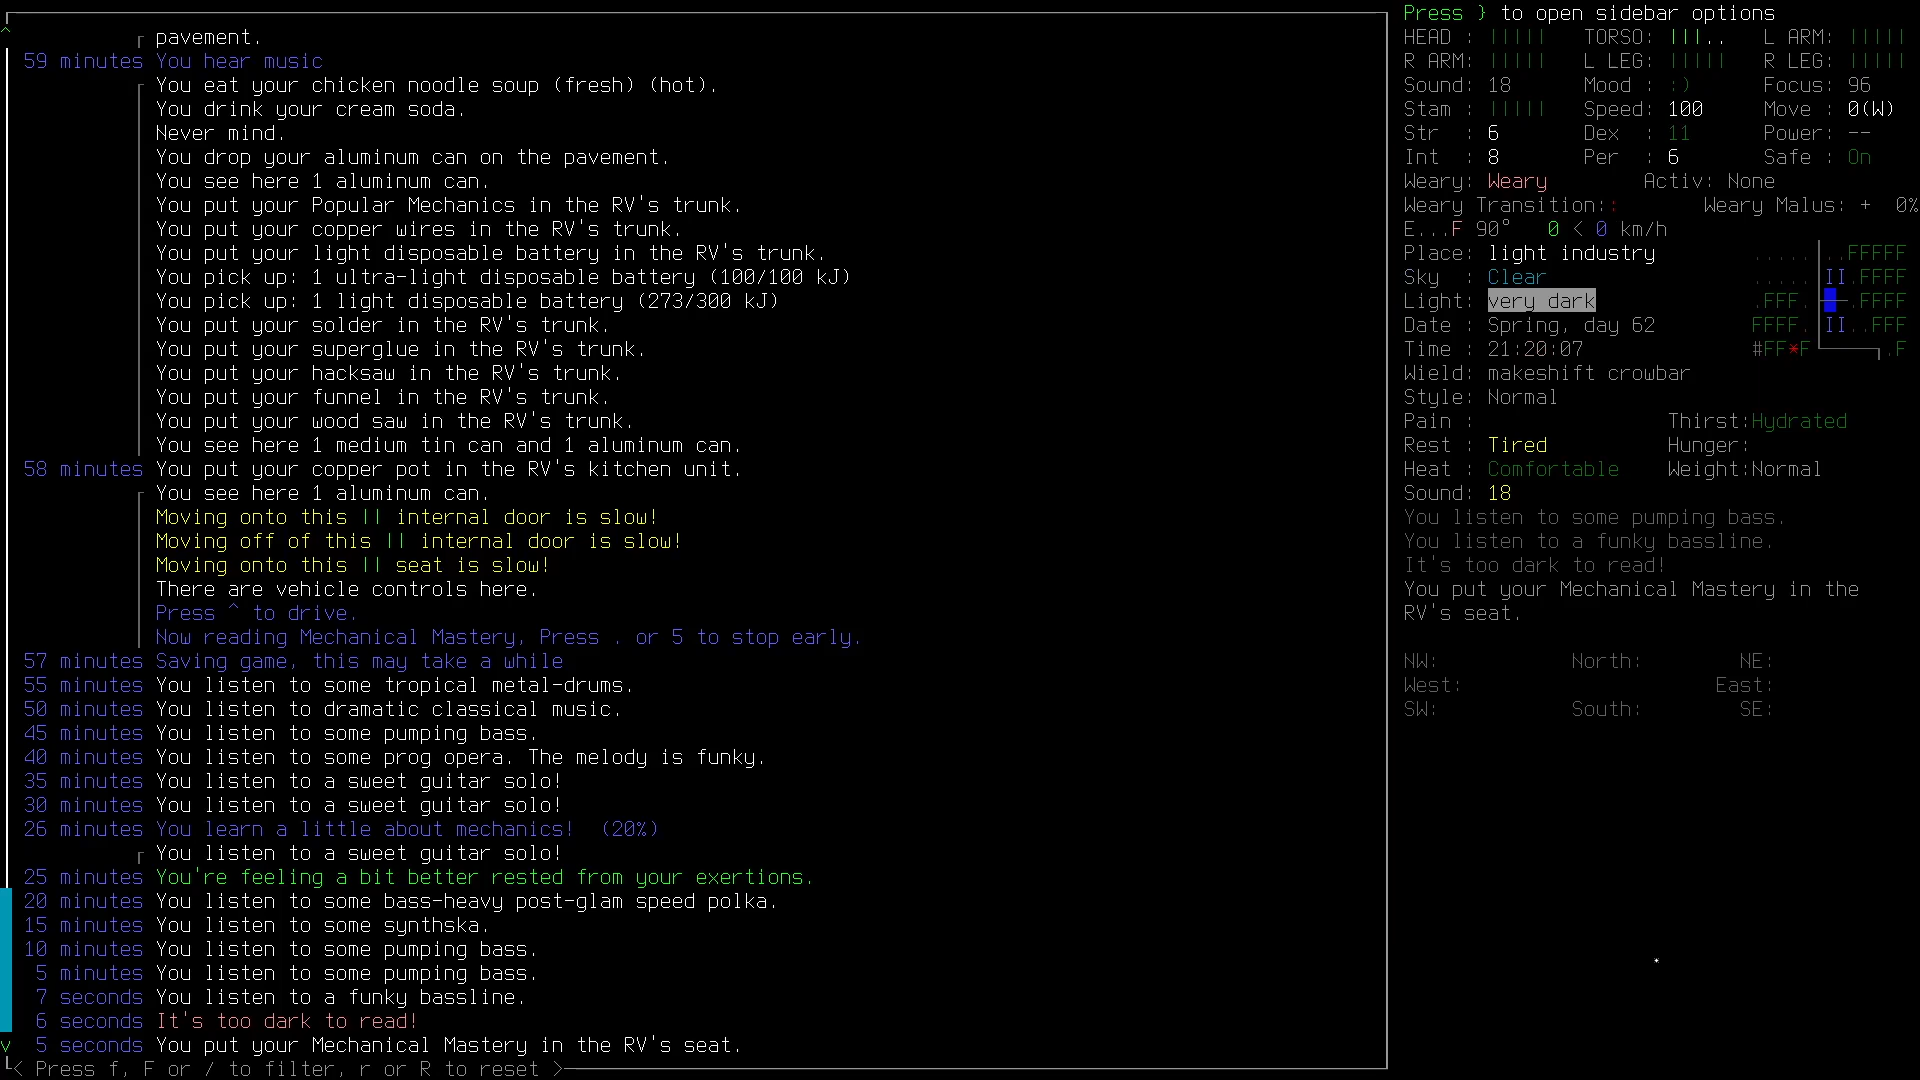 pavement.
59 minutes You hear music
You eat your chicken noodle soup (fresh) (hot).
You drink your cream soda.
Never mind.
You drop your aluminum can on the pavement.
You see here 1 aluminum can.
You put your Popular Mechanics in the RV's trunk.
You put your copper wires in the RV's trunk.
You put your light disposable battery in the RV's trunk.
You pick up: 1 ultra-light disposable battery (100/100 kJ)
You pick up: 1 light disposable battery (273/300 kJ)
You put your solder in the RV's trunk.
You put your superglue in the RV's trunk.
You put your hacksaw in the RV's trunk.
You put your funnel in the RV's trunk.
You put your wood saw in the RV's trunk.
You see here 1 medium tin can and 1 aluminum can.
58 minutes You put your copper pot in the RV's kitchen unit.
You see here 1 aluminum can.
Moving onto this || internal door is slow!
Moving off of this || internal door is slow!
Moving onto this || seat is slow!
There are vehicle controls here.
Press ^ to drive.
Now reading Mechanical Mastery, Press . or 5 to stop early.
57 minutes Saving game, this may take a while
55 minutes You listen to some tropical metal-drums.
50 minutes You listen to dramatic classical music.
45 minutes You listen to some pumping bass.
40 minutes You listen to some prog opera. The melody is funky.
35 minutes You listen to a sweet guitar solo!
30 minutes You listen to a sweet guitar solo!
26 minutes You learn a little about mechanics!  (20%)
You listen to a sweet guitar solo!
25 minutes You're feeling a bit better rested from your exertions.
20 minutes You listen to some bass-heavy post-glam speed polka.
15 minutes You listen to some synthska.
10 minutes You listen to some pumping bass.
5 minutes You listen to some pumping bass.
7 seconds You listen to a funky bassline.
6 seconds It's too dark to read!
5 seconds You put your Mechanical Mastery in the RV's seat.
< Press f, F or / to filter, r or R to reset >
Press } to open sidebar options
HEAD : ||||| TORSO: |||.. L ARM: |||||
R ARM: ||||| L LEG: ||||| R LEG: |||||
Sound: 18 Mood : :) Focus: 96
Stam : ||||| Speed: 100 Move : 0(W)
Str : 6 Dex : 11 Power: --
Int : 8 Per : 6 Safe : On
Weary: Weary Activ: None
Weary Transition:: Weary Malus: + 0%
E...F 90° 0 < 0 km/h
Place: light industry ..... ..FFFFF
Sky : Clear ..... II.FFFF
Light: very dark .FFF. .FFFF
Date : Spring, day 62 FFFF. II..FFF
Time : 21:20:07 #FF*F .F
Wield: makeshift crowbar
Style: Normal
Pain : Thirst:Hydrated
Rest : Tired Hunger:
Heat : Comfortable Weight:Normal
Sound: 18
You listen to some pumping bass.
You listen to a funky bassline.
It's too dark to read!
You put your Mechanical Mastery in the
RV's seat.
NW: North: NE:
West: East:
SW: South: SE: